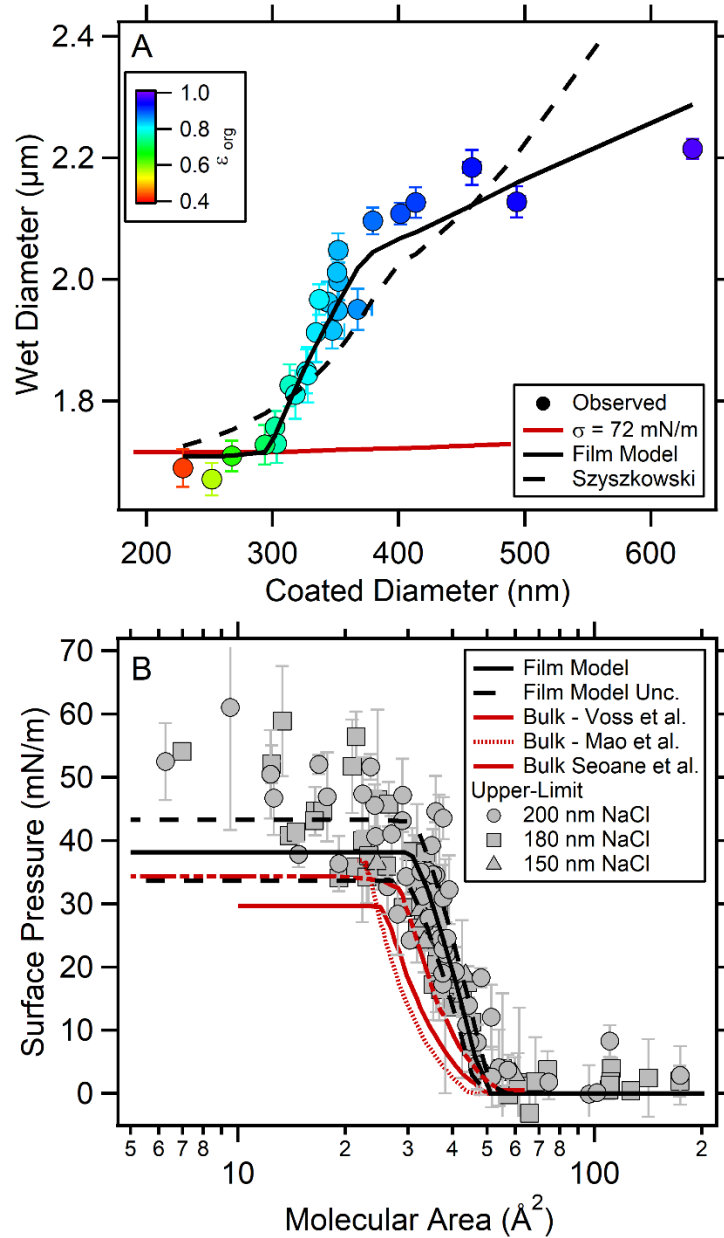 A
2.4
2.2
2.0
1.8
Wet Diameter (µm)
1.0
0.8
0.6
0.4
ε org
Observed
σ = 72 mN/m
Film Model
Szyszkowski
200 300 400 500 600
Coated Diameter (nm)
B
70
60
50
40
30
20
10
0
Surface Pressure (mN/m)
Film Model
Film Model Unc.
Bulk - Voss et al.
Bulk - Mao et al.
Bulk Seoane et al.
Upper-Limit
200 nm NaCl
180 nm NaCl
150 nm NaCl
5 6 7 8 10 2 3 4 5 6 7 8 100 2
Molecular Area (Å²)